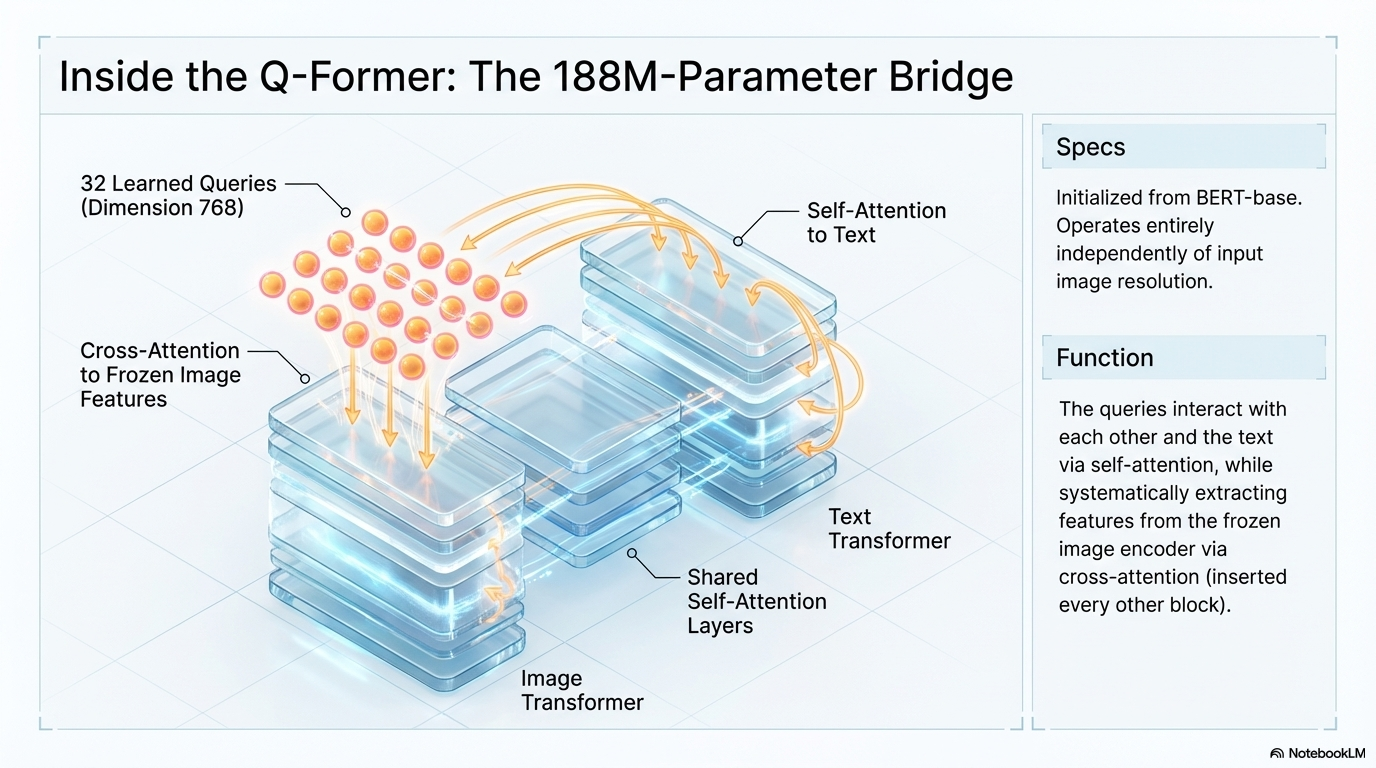 Inside the Q-Former: The 188M-Parameter Bridge
32 Learned Queries
(Dimension 768)
Self-Attention
to Text
Cross-Attention
to Frozen Image
Features
Text
Transformer
Shared
Self-Attention
Layers
Image
Transformer
Specs
Initialized from BERT-base.
Operates entirely
independently of input
image resolution.
Function
The queries interact with
each other and the text
via self-attention, while
systematically extracting
features from the frozen
image encoder via
cross-attention (inserted
every other block).
NotebookLM